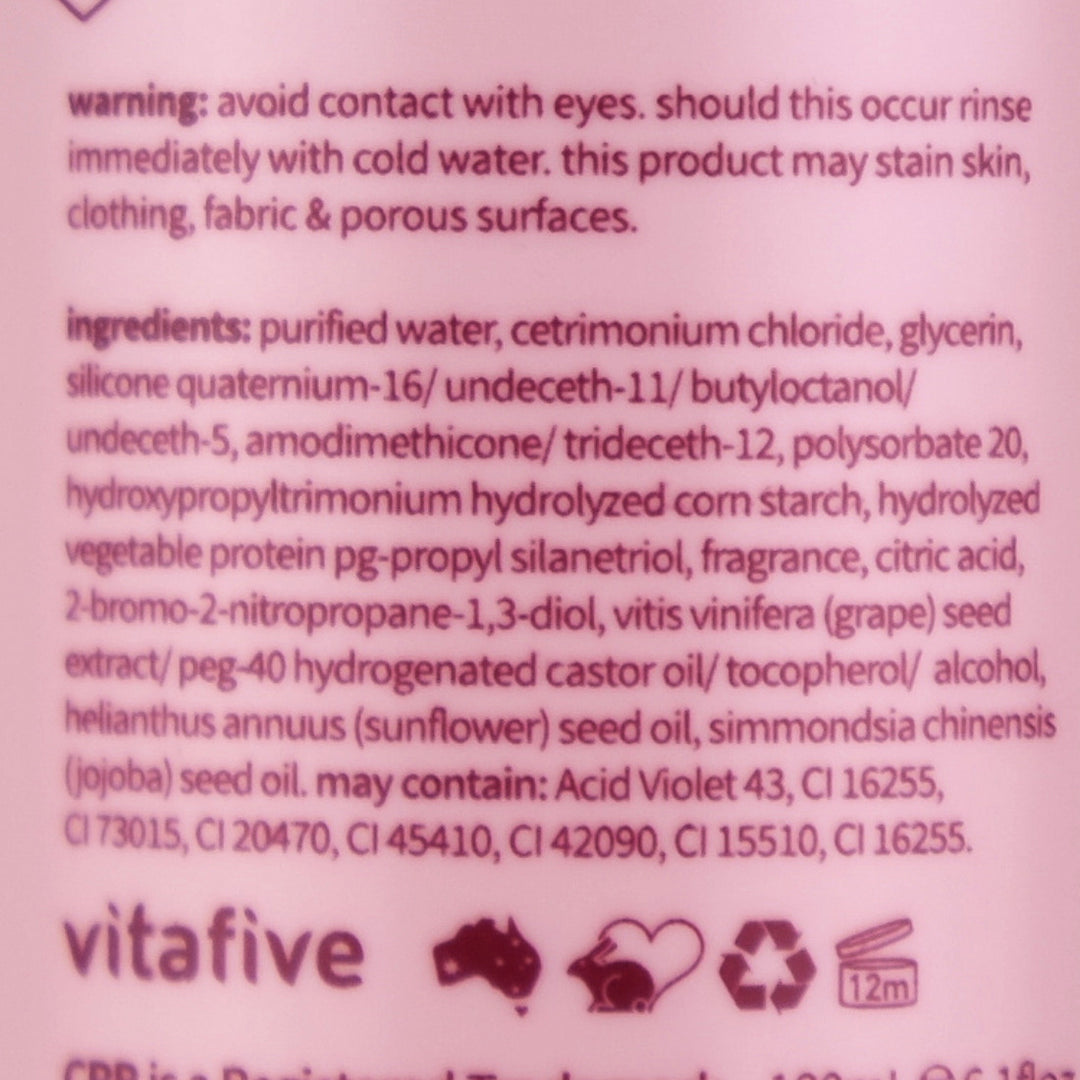 warning: avoid contact with eyes. should this occur rinse
immediately with cold water. this product may stain skin,
clothing, fabric & porous surfaces.
ingredients: purified water, cetrimonium chloride, glycerin,
silicone quaternium-16/ undeceth-11/ butyloctanol/
undeceth-5, amodimethicone/ trideceth-12, polysorbate 20,
hydroxypropyltrimonium hydrolyzed corn starch, hydrolyzed
vegetable protein pg-propyl silanetriol, fragrance, citric acid,
2-bromo-2-nitropropane-1,3-diol, vitis vinifera (grape) seed
extract/ peg-40 hydrogenated castor oil/ tocopherol/ alcohol,
helianthus annuus (sunflower) seed oil, simmondsia chinensis
(jojoba) seed oil. may contain: Acid Violet 43, CI 16255,
CI 73015, CI 20470, CI 45410, CI 42090, CI 15510, CI 16255.
vitafive
12m